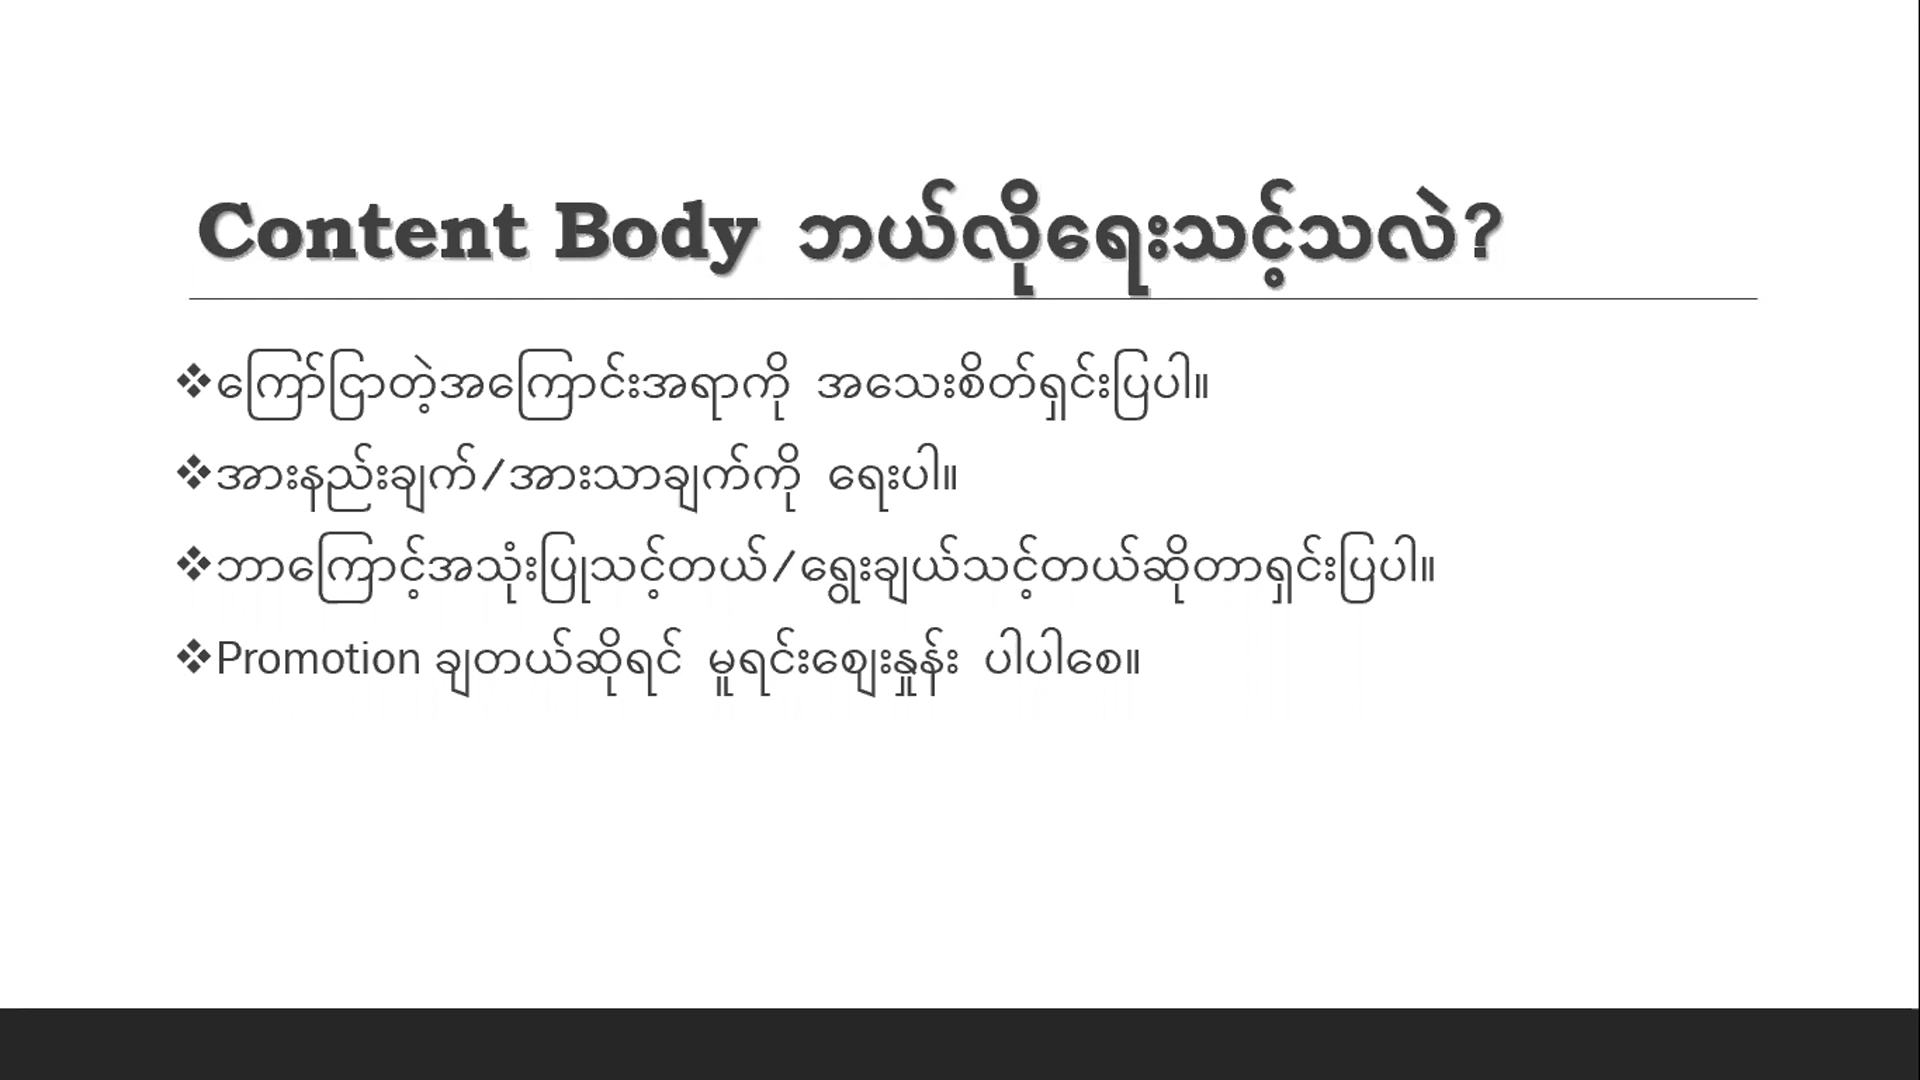 Content Body ဘယ်လိုရေးသင့်သလဲ?
❖ကြော်ငြာတဲ့အကြောင်းအရာကို အသေးစိတ်ရှင်းပြပါ။
❖အားနည်းချက်/အားသာချက်ကို ရေးပါ။
❖ဘာကြောင့်အသုံးပြုသင့်တယ်/ရွေးချယ်သင့်တယ်ဆိုတာရှင်းပြပါ။
❖Promotion ချတယ်ဆိုရင် မူရင်းဈေးနှုန်း ပါပါစေ။